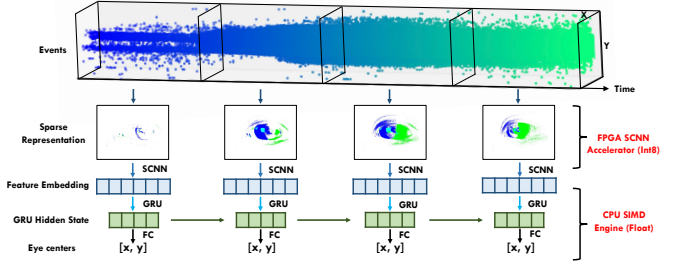 X
Y
Events
Time
Sparse
Representation
FPGA SCNN
Accelerator (Int8)
SCNN SCNN SCNN SCNN
Feature Embedding
GRU GRU GRU GRU
GRU Hidden State
CPU SIMD
Engine (Float)
FC FC FC FC
Eye centers [x, y] [x, y] [x, y] [x, y]